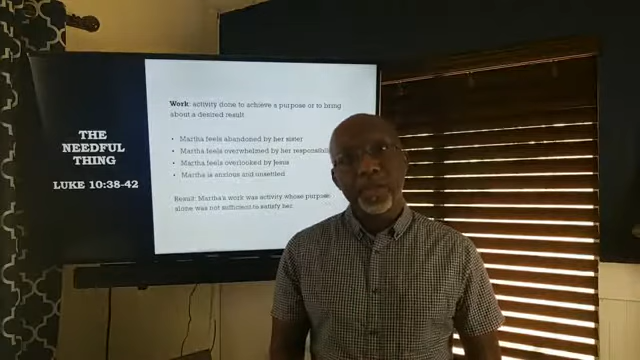 THE
NEEDFUL
THING
LUKE 10:38-42
Work: activity done to achieve a purpose or to bring
about a desired result.
• Martha feels abandoned by her sister
• Martha feels overwhelmed by her responsibil
• Martha feels overlooked by Jesus
• Martha is anxious and unsettled
Result: Martha's work was activity whose purpose
alone was not sufficient to satisfy her.